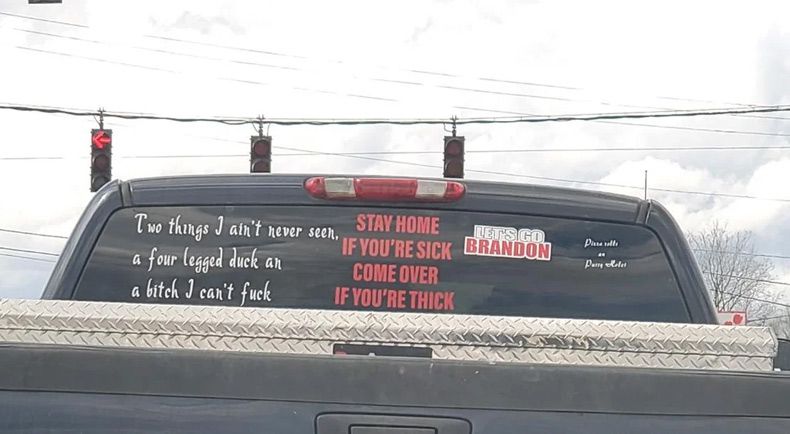 Two things I ain't never seen,
a four legged duck an
a bitch I can't fuck
STAY HOME
IF YOU'RE SICK
COME OVER
IF YOU'RE THICK
LET'S GO
BRANDON
Pizza rolls
an
Pussy Holes